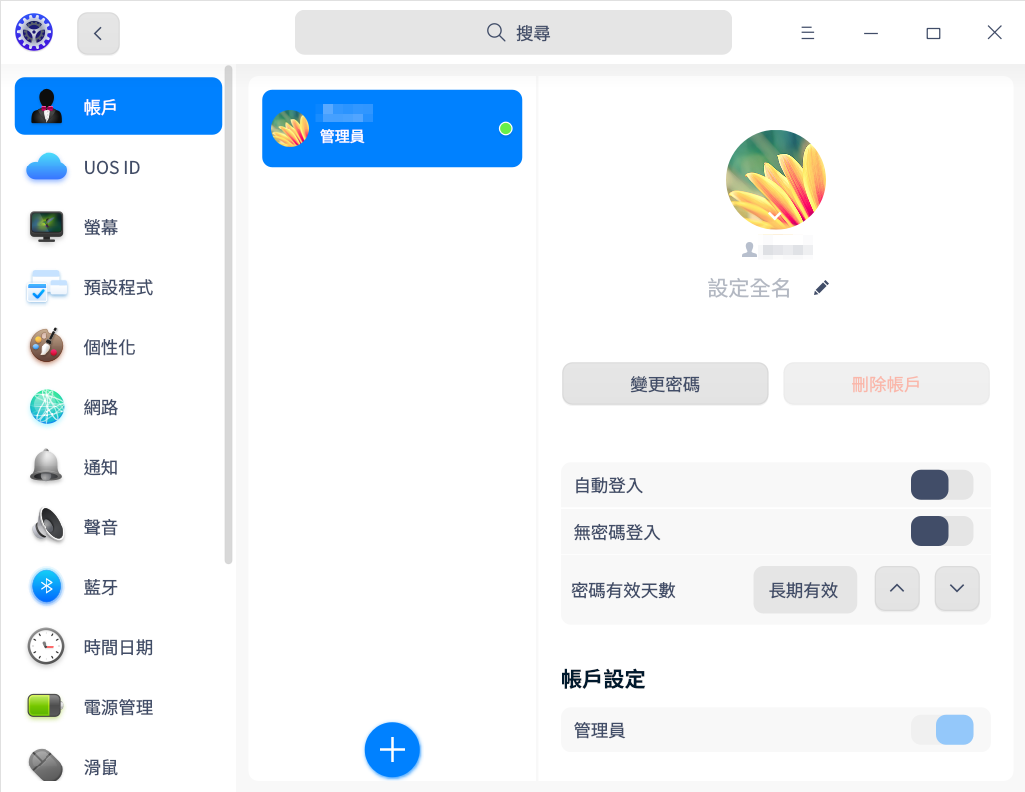 搜尋
帳戶
UOS ID
螢幕
預設程式
個性化
網路
通知
聲音
藍牙
時間日期
電源管理
滑鼠
管理員
設定全名
變更密碼
刪除帳戶
自動登入
無密碼登入
密碼有效天數
長期有效
帳戶設定
管理員